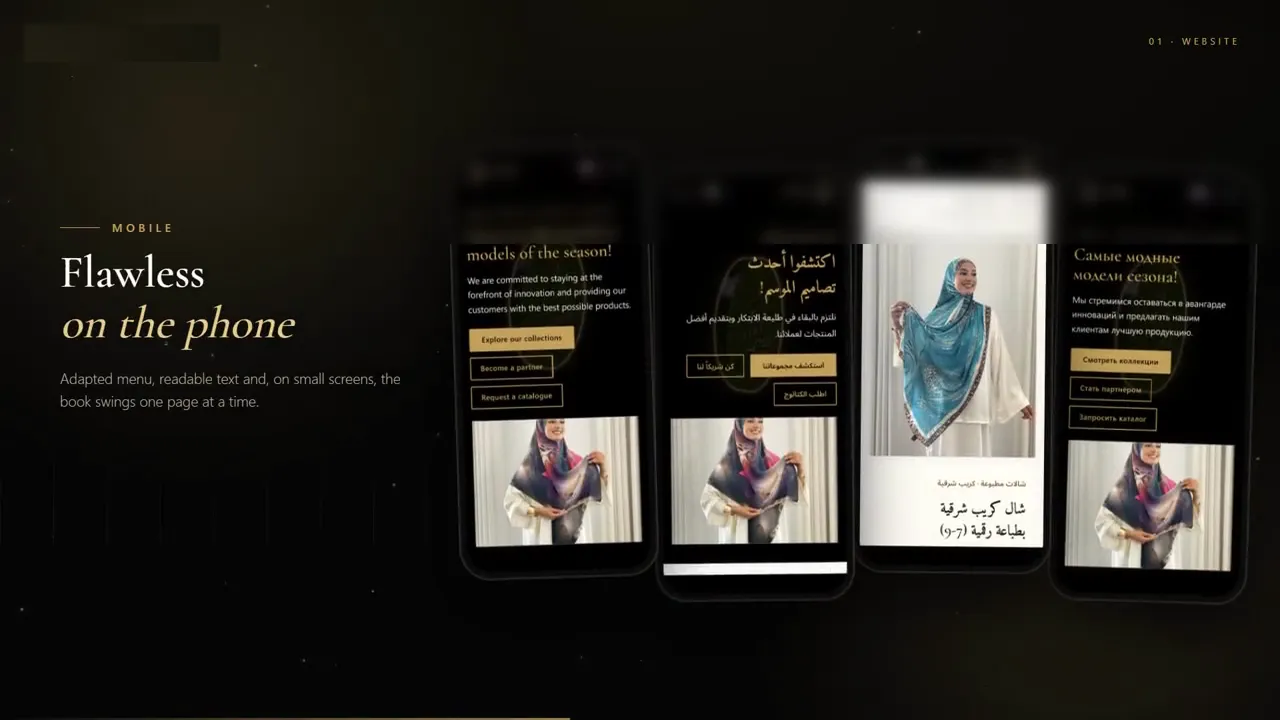 01 · WEBSITE
MOBILE
Flawless
on the phone
Adapted menu, readable text and, on small screens, the
book swings one page at a time.
models of the season!
We are committed to staying at the
forefront of innovation and providing our
customers with the best possible products.
Explore our collections
Become a partner
Request a catalogue
اكتشفوا أحدث
تصاميم الموسم!
نلتزم بالبقاء في طليعة الابتكار وبتقديم أفضل
المنتجات لعملائنا.
استكشف مجموعاتنا
كن شريكًا لنا
اطلب الكتالوج
شالات مطبوعة · كريب شرقية
شال كريب شرقية
بطباعة رقمية (7-9)
Самые модные
модели сезона!
Мы стремимся оставаться в авангарде
инноваций и предлагать нашим
клиентам лучшую продукцию.
Смотреть коллекции
Стать партнёром
Запросить каталог